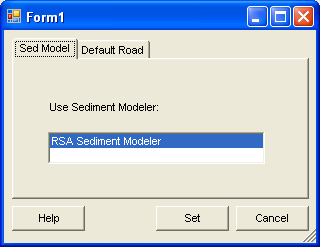 Form1
Sed Model Default Road
Use Sediment Modeler:
RSA Sediment Modeler
Help Set Cancel